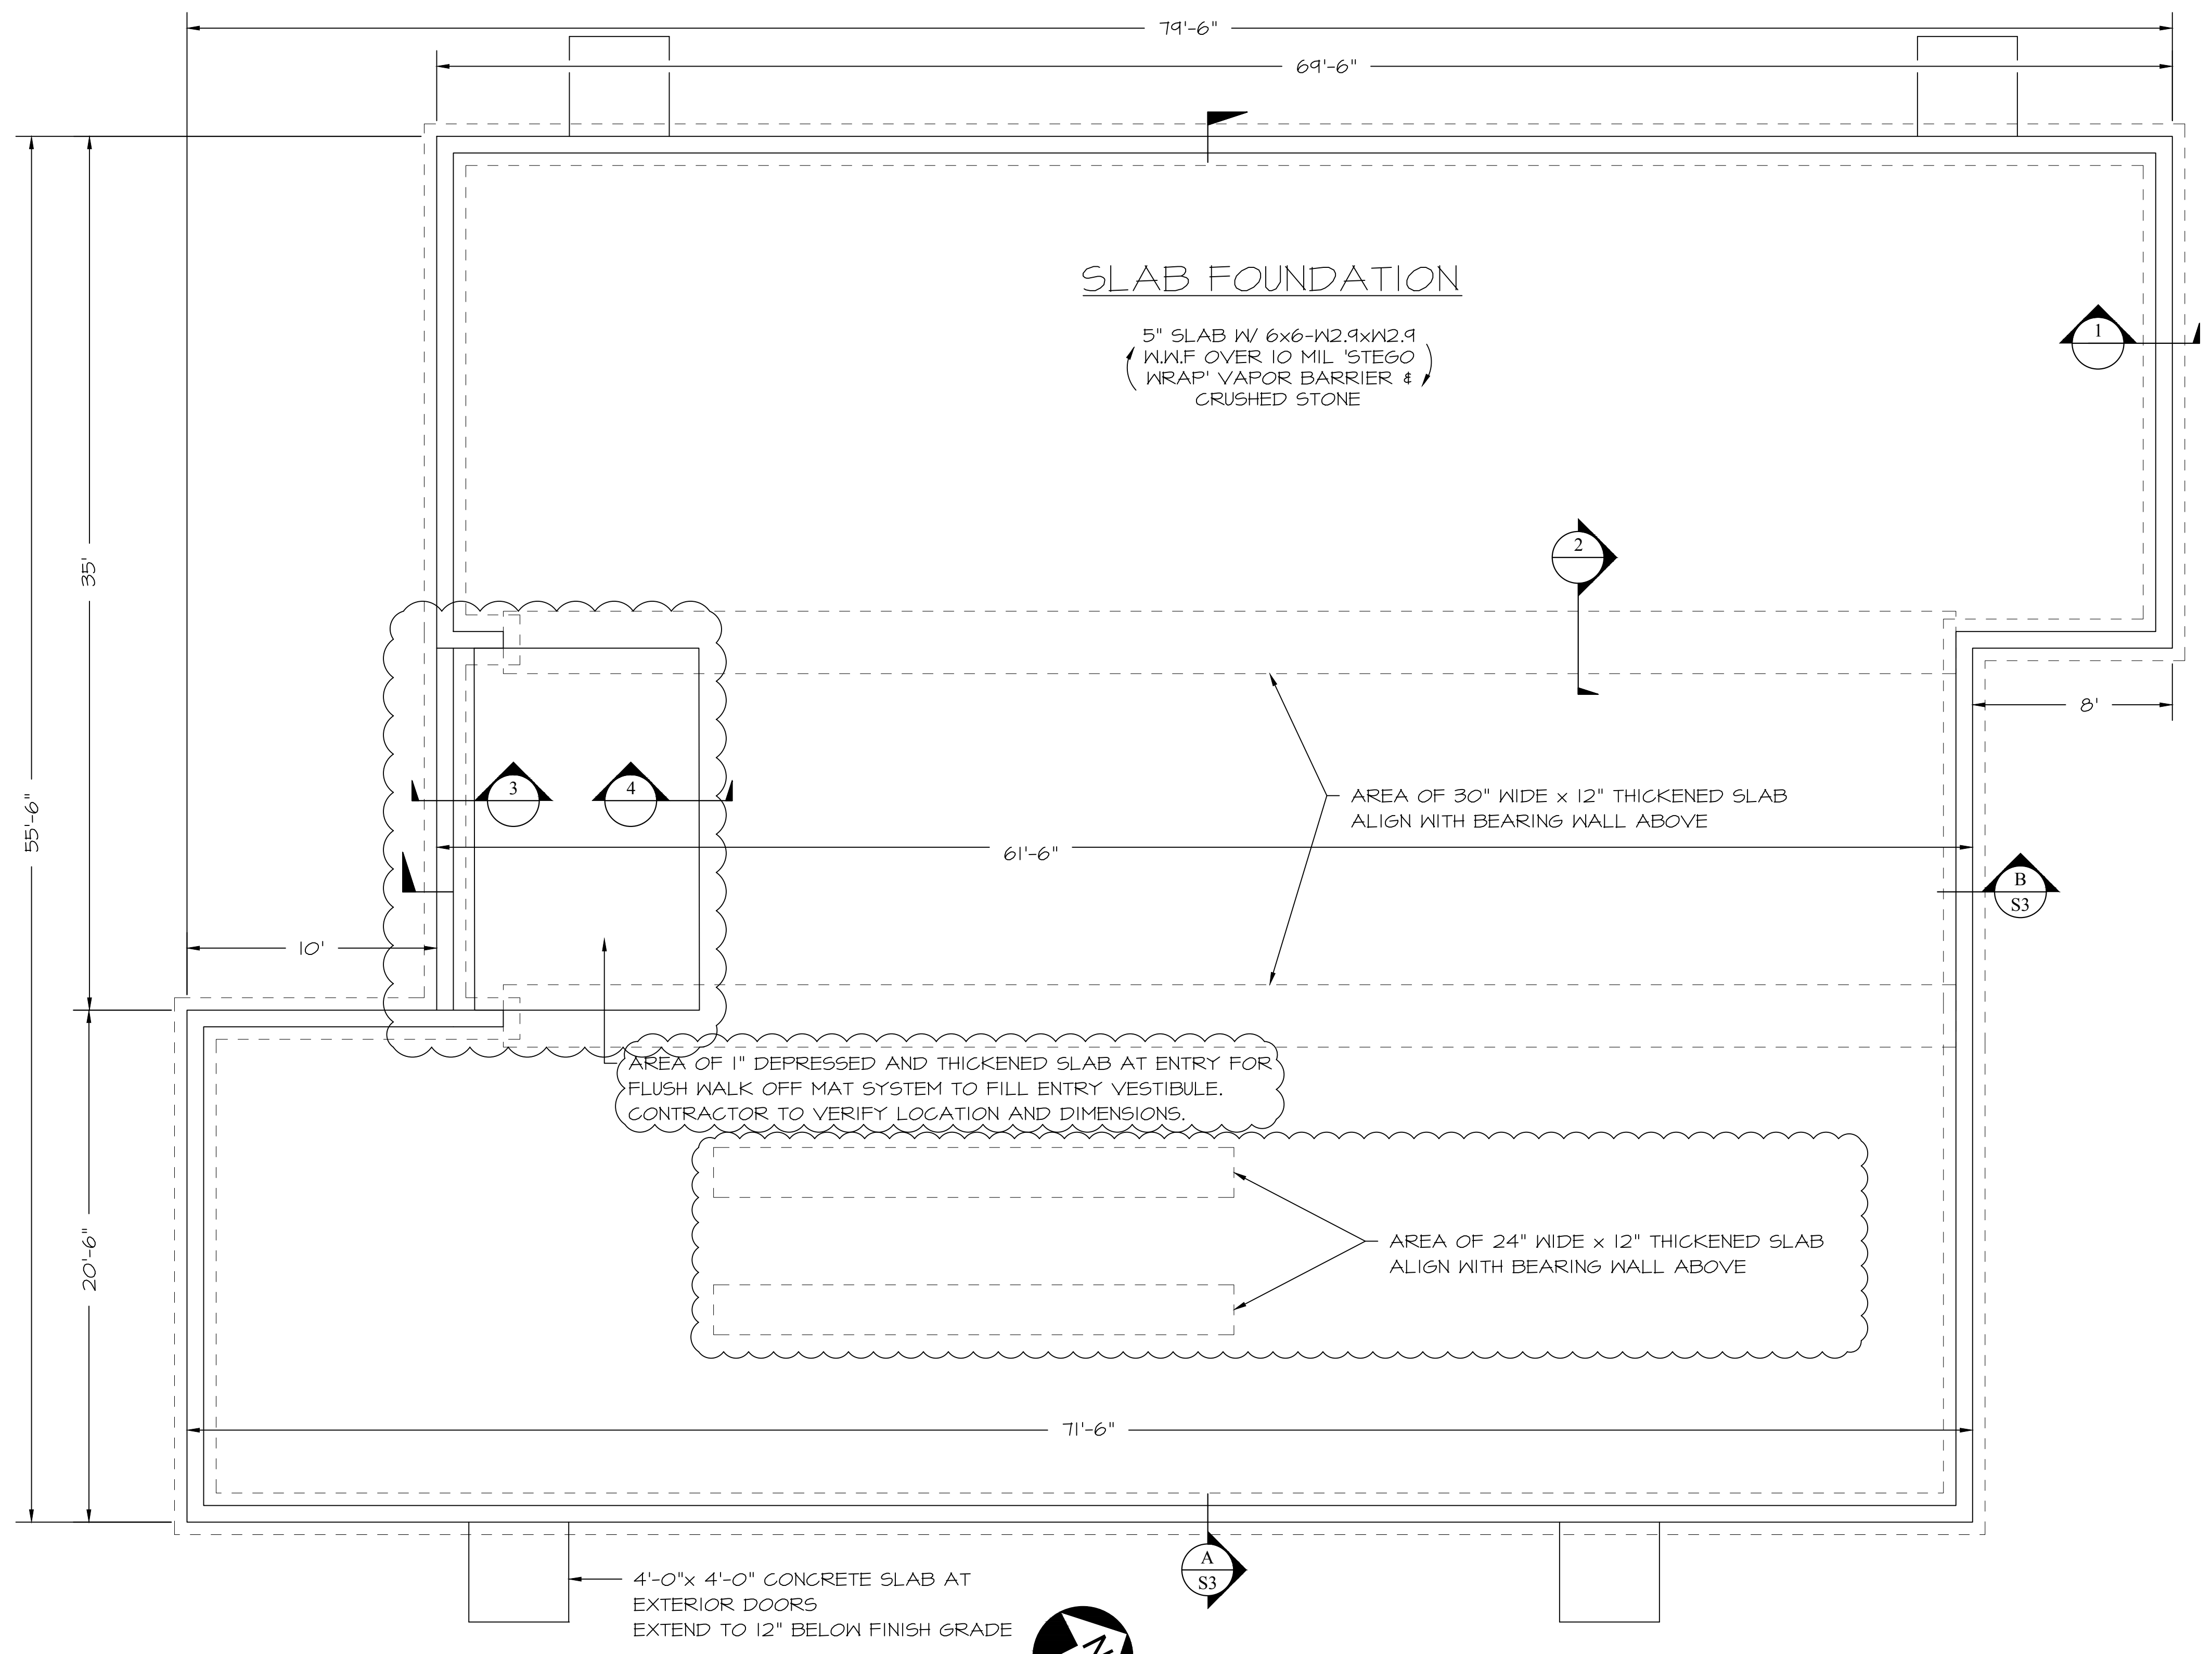 79'-6"
69'-6"
SLAB FOUNDATION
5" SLAB W/ 6x6-W2.9xW2.9
W.W.F OVER 10 MIL 'STEGO
WRAP' VAPOR BARRIER &
CRUSHED STONE
1
35'
2
8'
3
4
AREA OF 30" WIDE x 12" THICKENED SLAB
ALIGN WITH BEARING WALL ABOVE
55'-6"
61'-6"
B
S3
10'
AREA OF 1" DEPRESSED AND THICKENED SLAB AT ENTRY FOR
FLUSH WALK OFF MAT SYSTEM TO FILL ENTRY VESTIBULE.
CONTRACTOR TO VERIFY LOCATION AND DIMENSIONS.
20'-6"
AREA OF 24" WIDE x 12" THICKENED SLAB
ALIGN WITH BEARING WALL ABOVE
71'-6"
A
S3
4'-0"x 4'-0" CONCRETE SLAB AT
EXTERIOR DOORS
EXTEND TO 12" BELOW FINISH GRADE
N